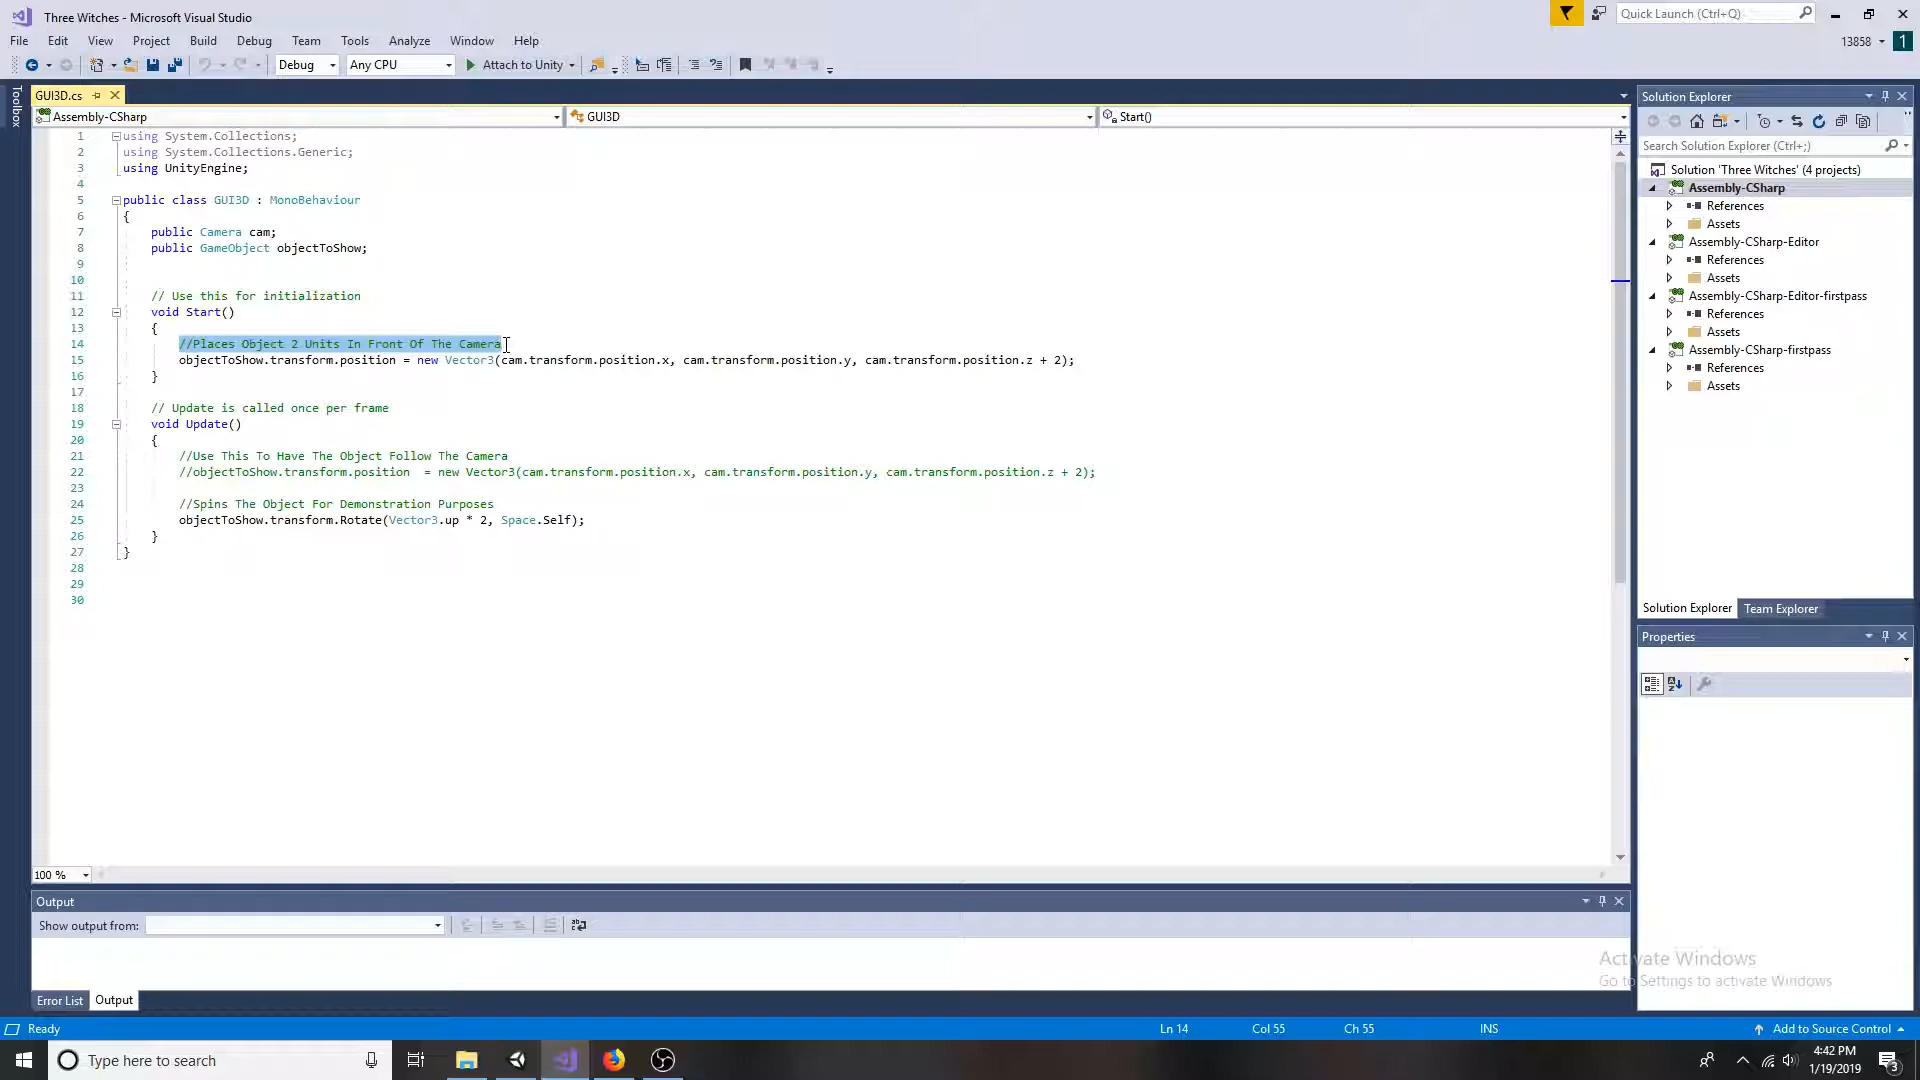 Three Witches - Microsoft Visual Studio
Quick Launch (Ctrl+Q)
File Edit View Project Build Debug Team Tools Analyze Window Help
13858
1
Debug Any CPU Attach to Unity
Toolbox
GUI3D.cs
Assembly-CSharp GUI3D Start()
1 using System.Collections;
2 using System.Collections.Generic;
3 using UnityEngine;
4
5 public class GUI3D : MonoBehaviour
6 {
7 public Camera cam;
8 public GameObject objectToShow;
9
10
11 // Use this for initialization
12 void Start()
13 {
14 //Places Object 2 Units In Front Of The Camera
15 objectToShow.transform.position = new Vector3(cam.transform.position.x, cam.transform.position.y, cam.transform.position.z + 2);
16 }
17
18 // Update is called once per frame
19 void Update()
20 {
21 //Use This To Have The Object Follow The Camera
22 //objectToShow.transform.position  = new Vector3(cam.transform.position.x, cam.transform.position.y, cam.transform.position.z + 2);
23
24 //Spins The Object For Demonstration Purposes
25 objectToShow.transform.Rotate(Vector3.up * 2, Space.Self);
26 }
27 }
28
29
30
100 %
Solution Explorer
Search Solution Explorer (Ctrl+;)
Solution 'Three Witches' (4 projects)
Assembly-CSharp
References
Assets
Assembly-CSharp-Editor
References
Assets
Assembly-CSharp-Editor-firstpass
References
Assets
Assembly-CSharp-firstpass
References
Assets
Solution Explorer Team Explorer
Properties
Output
Show output from:
Error List Output
Activate Windows
Go to Settings to activate Windows
Ready Ln 14 Col 55 Ch 55 INS Add to Source Control
Type here to search
4:42 PM
1/19/2019
3